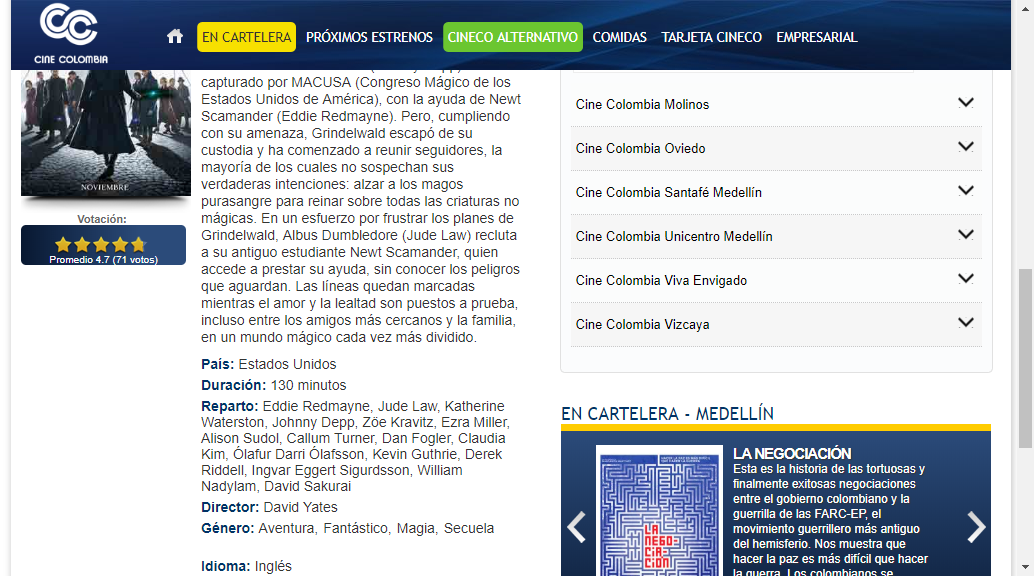 CINE COLOMBIA
EN CARTELERA
PRÓXIMOS ESTRENOS
CINECO ALTERNATIVO
COMIDAS
TARJETA CINECO
EMPRESARIAL
NOVIEMBRE
Votación:
Promedio 4.7 (71 votos)
capturado por MACUSA (Congreso Mágico de los
Estados Unidos de América), con la ayuda de Newt
Scamander (Eddie Redmayne). Pero, cumpliendo
con su amenaza, Grindelwald escapó de su
custodia y ha comenzado a reunir seguidores, la
mayoría de los cuales no sospechan sus
verdaderas intenciones: alzar a los magos
purasangre para reinar sobre todas las criaturas no
mágicas. En un esfuerzo por frustrar los planes de
Grindelwald, Albus Dumbledore (Jude Law) recluta
a su antiguo estudiante Newt Scamander, quien
accede a prestar su ayuda, sin conocer los peligros
que aguardan. Las líneas quedan marcadas
mientras el amor y la lealtad son puestos a prueba,
incluso entre los amigos más cercanos y la familia,
en un mundo mágico cada vez más dividido.
País: Estados Unidos
Duración: 130 minutos
Reparto: Eddie Redmayne, Jude Law, Katherine
Waterston, Johnny Depp, Zöe Kravitz, Ezra Miller,
Alison Sudol, Callum Turner, Dan Fogler, Claudia
Kim, Ólafur Darri Ólafsson, Kevin Guthrie, Derek
Riddell, Ingvar Eggert Sigurdsson, William
Nadylam, David Sakurai
Director: David Yates
Género: Aventura, Fantástico, Magia, Secuela
Idioma: Inglés
Cine Colombia Molinos
Cine Colombia Oviedo
Cine Colombia Santafé Medellín
Cine Colombia Unicentro Medellín
Cine Colombia Viva Envigado
Cine Colombia Vizcaya
EN CARTELERA - MEDELLÍN
LA
NEGO-
CIA-
CIÓN
LA NEGOCIACIÓN
Esta es la historia de las tortuosas y
finalmente exitosas negociaciones
entre el gobierno colombiano y la
guerrilla de las FARC-EP, el
movimiento guerrillero más antiguo
del hemisferio. Nos muestra que
hacer la paz es más difícil que hacer
la guerra. Los colombianos se